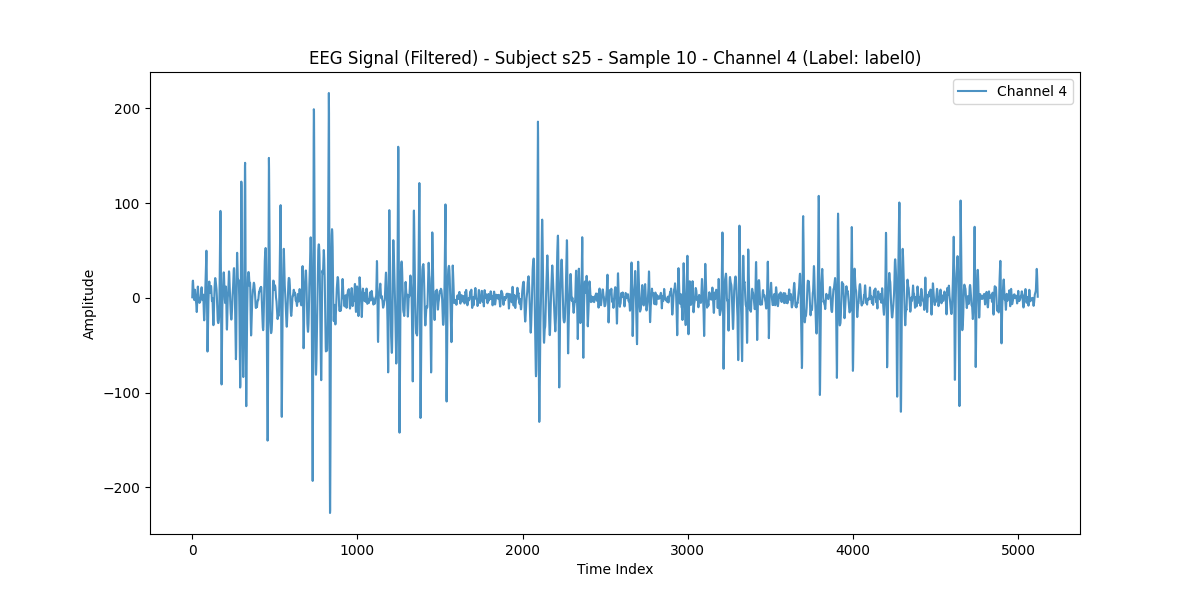 EEG Signal (Filtered) - Subject s25 - Sample 10 - Channel 4 (Label: label0)
Channel 4
200
100
0
−100
−200
Amplitude
0
1000
2000
3000
4000
5000
Time Index